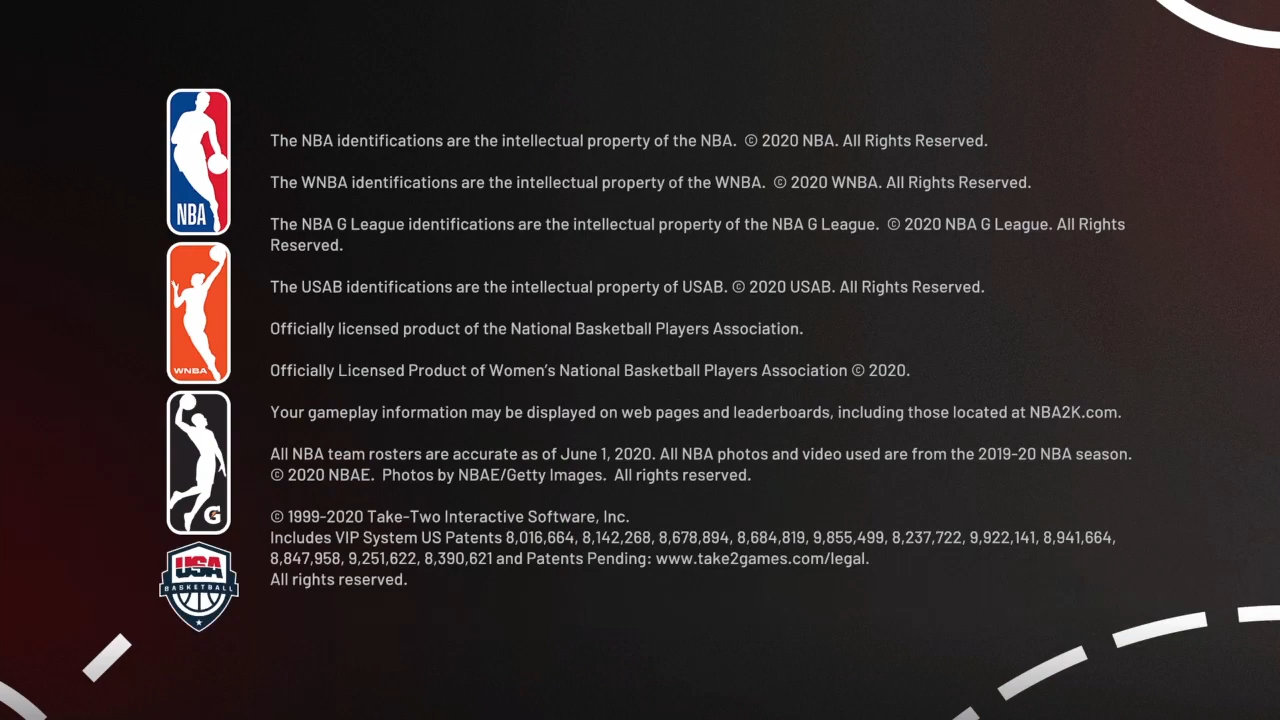 NBA
The NBA identifications are the intellectual property of the NBA.  © 2020 NBA. All Rights Reserved.
The WNBA identifications are the intellectual property of the WNBA.  © 2020 WNBA. All Rights Reserved.
The NBA G League identifications are the intellectual property of the NBA G League.  © 2020 NBA G League. All Rights
Reserved.
WNBA
The USAB identifications are the intellectual property of USAB. © 2020 USAB. All Rights Reserved.
Officially licensed product of the National Basketball Players Association.
Officially Licensed Product of Women’s National Basketball Players Association © 2020.
Your gameplay information may be displayed on web pages and leaderboards, including those located at NBA2K.com.
All NBA team rosters are accurate as of June 1, 2020. All NBA photos and video used are from the 2019-20 NBA season.
© 2020 NBAE.  Photos by NBAE/Getty Images.  All rights reserved.
G
© 1999-2020 Take-Two Interactive Software, Inc.
Includes VIP System US Patents 8,016,664, 8,142,268, 8,678,894, 8,684,819, 9,855,499, 8,237,722, 9,922,141, 8,941,664,
8,847,958, 9,251,622, 8,390,621 and Patents Pending: www.take2games.com/legal.
All rights reserved.
USA
BASKETBALL